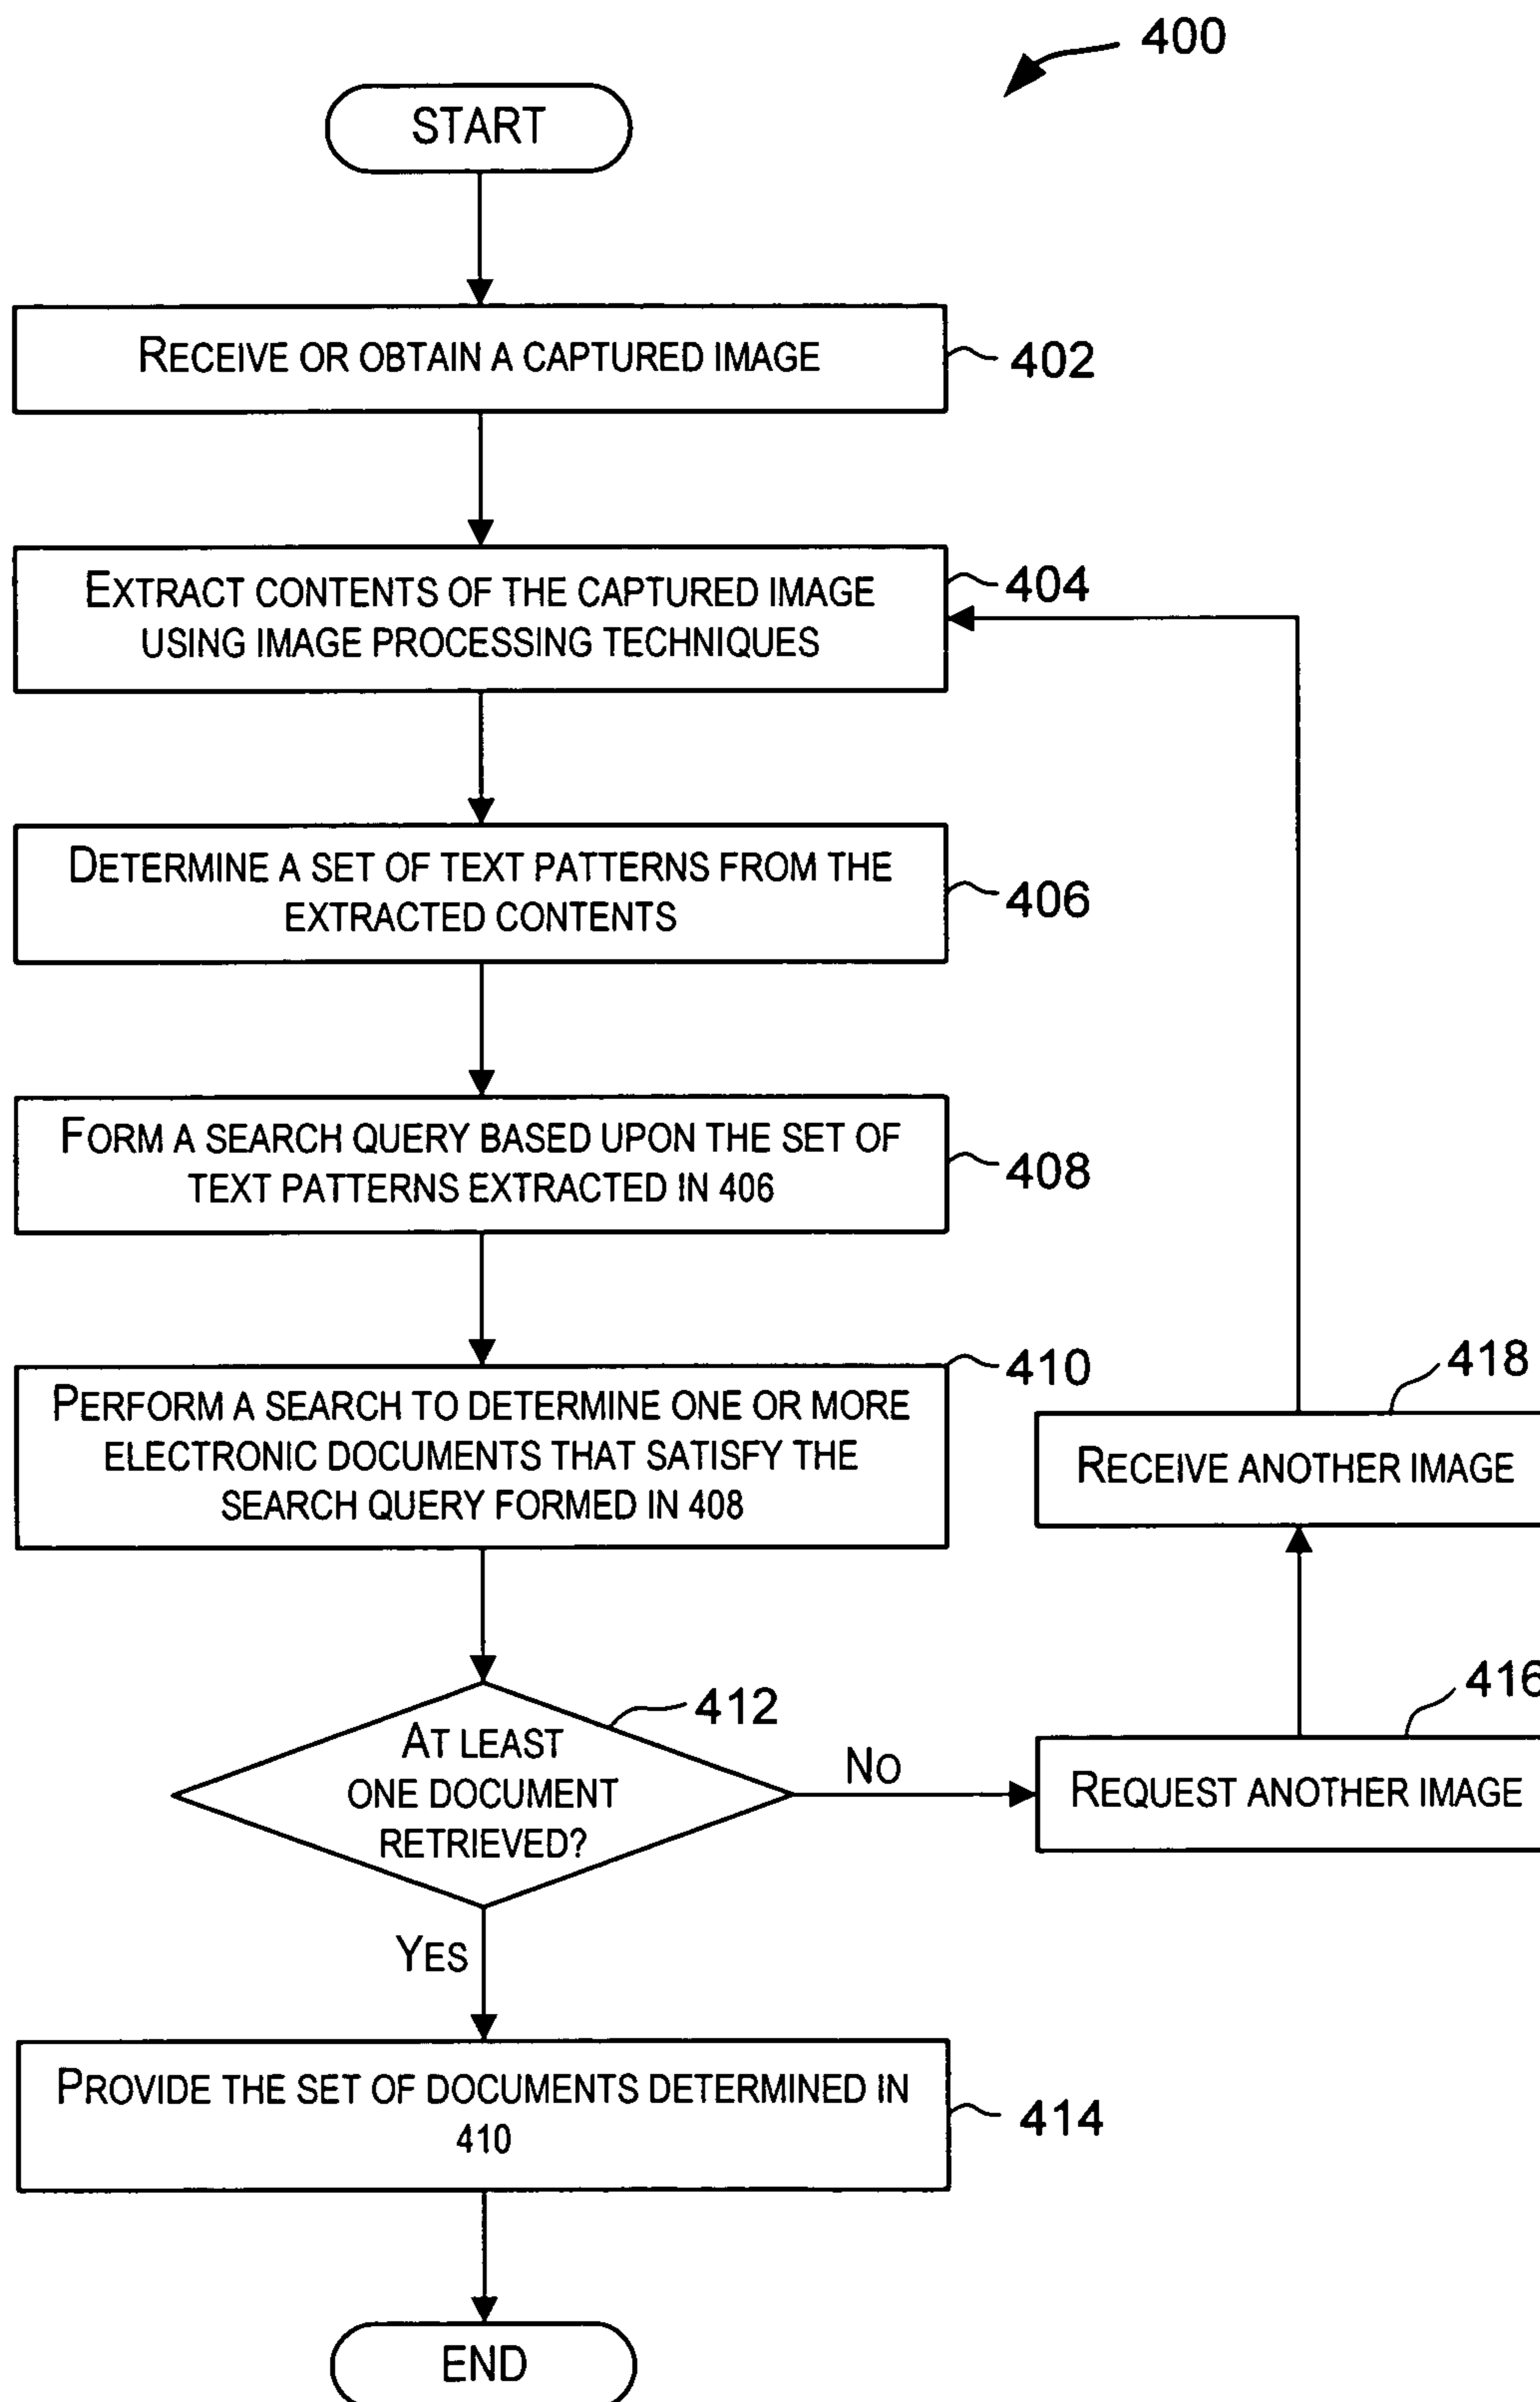 400
START
RECEIVE OR OBTAIN A CAPTURED IMAGE
402
EXTRACT CONTENTS OF THE CAPTURED IMAGE
USING IMAGE PROCESSING TECHNIQUES
404
DETERMINE A SET OF TEXT PATTERNS FROM THE
EXTRACTED CONTENTS
406
FORM A SEARCH QUERY BASED UPON THE SET OF
TEXT PATTERNS EXTRACTED IN 406
408
PERFORM A SEARCH TO DETERMINE ONE OR MORE
ELECTRONIC DOCUMENTS THAT SATISFY THE
SEARCH QUERY FORMED IN 408
410
418
RECEIVE ANOTHER IMAGE
412
AT LEAST
ONE DOCUMENT
RETRIEVED?
NO
416
REQUEST ANOTHER IMAGE
YES
PROVIDE THE SET OF DOCUMENTS DETERMINED IN
410
414
END